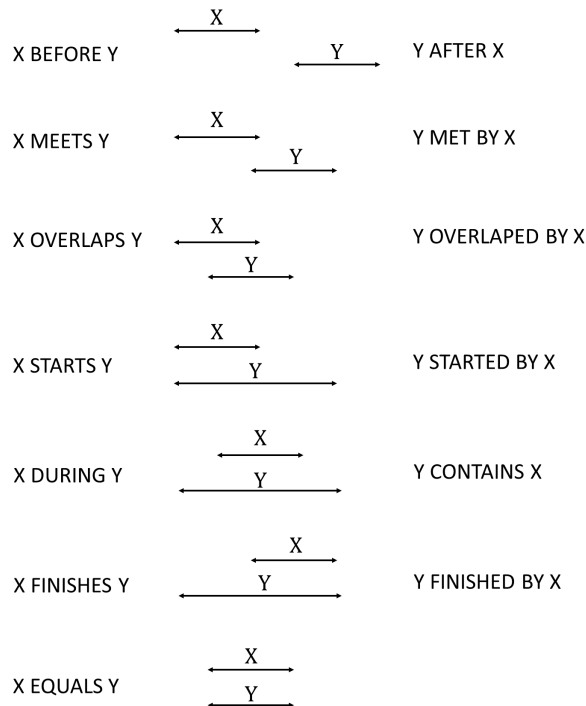 X
X BEFORE Y
Y
Y AFTER X
X
X MEETS Y
Y
Y MET BY X
X
X OVERLAPS Y
Y
Y OVERLAPED BY X
X
X STARTS Y
Y
Y STARTED BY X
X
X DURING Y
Y
Y CONTAINS X
X
X FINISHES Y
Y
Y FINISHED BY X
X
X EQUALS Y
Y